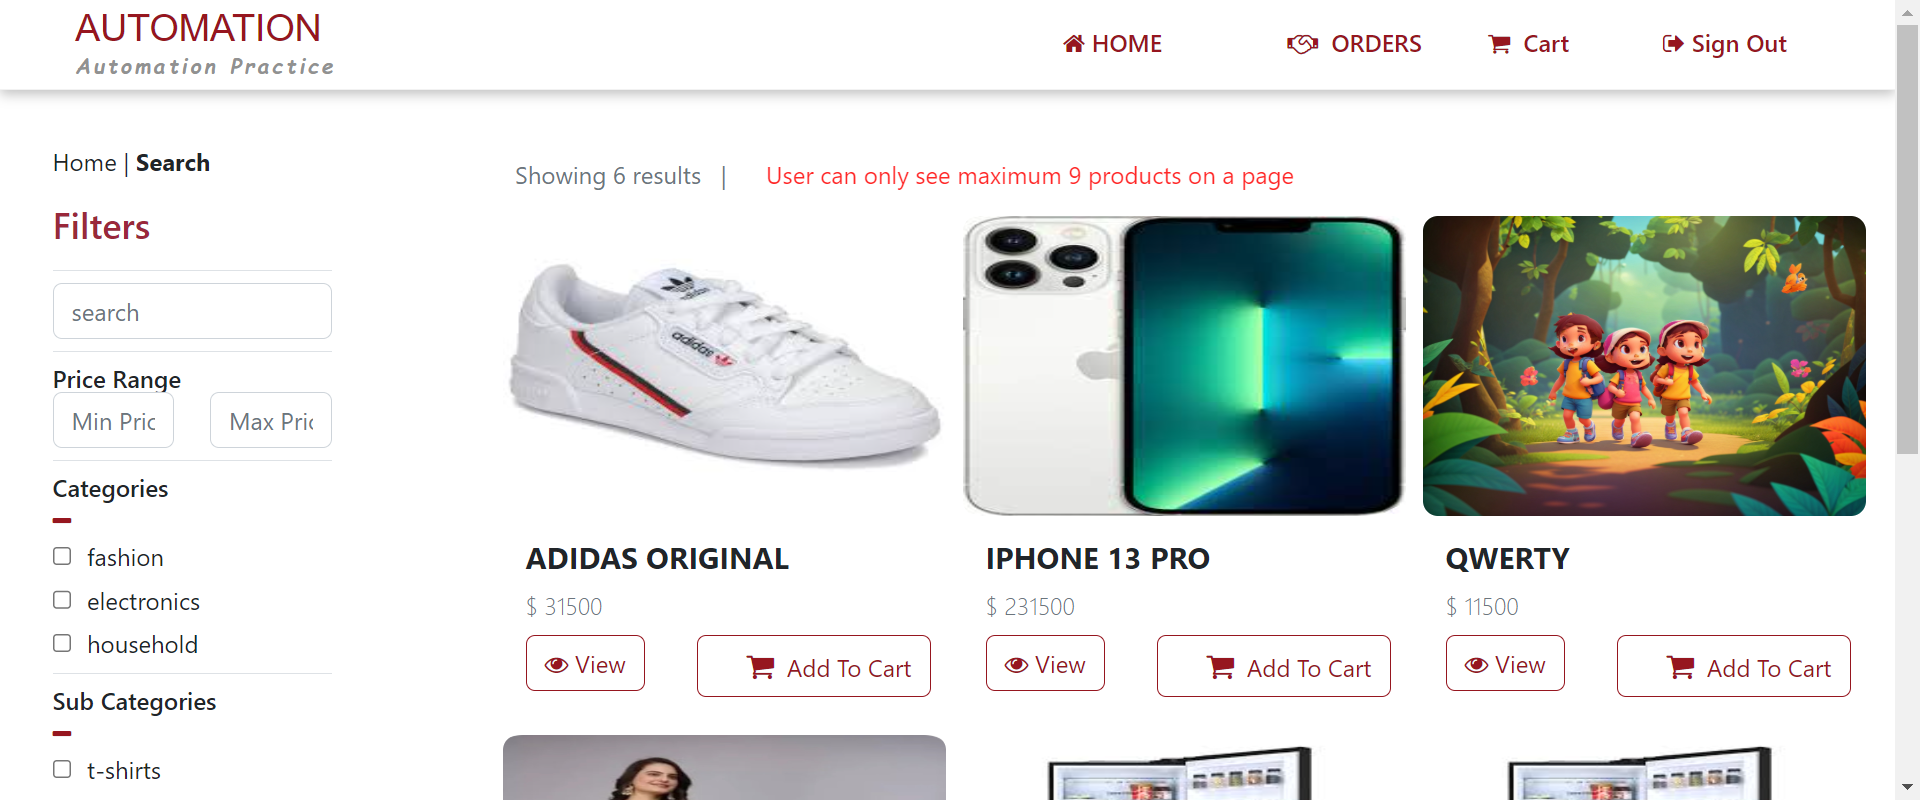 AUTOMATION
Automation Practice
HOME
ORDERS
Cart
Sign Out
Home | Search
Showing 6 results |
User can only see maximum 9 products on a page
Filters
search
Price Range
Min Pric
Max Pric
Categories
fashion
electronics
household
Sub Categories
t-shirts
adidas
ADIDAS ORIGINAL
$ 31500
View
Add To Cart
IPHONE 13 PRO
$ 231500
View
Add To Cart
QWERTY
$ 11500
View
Add To Cart